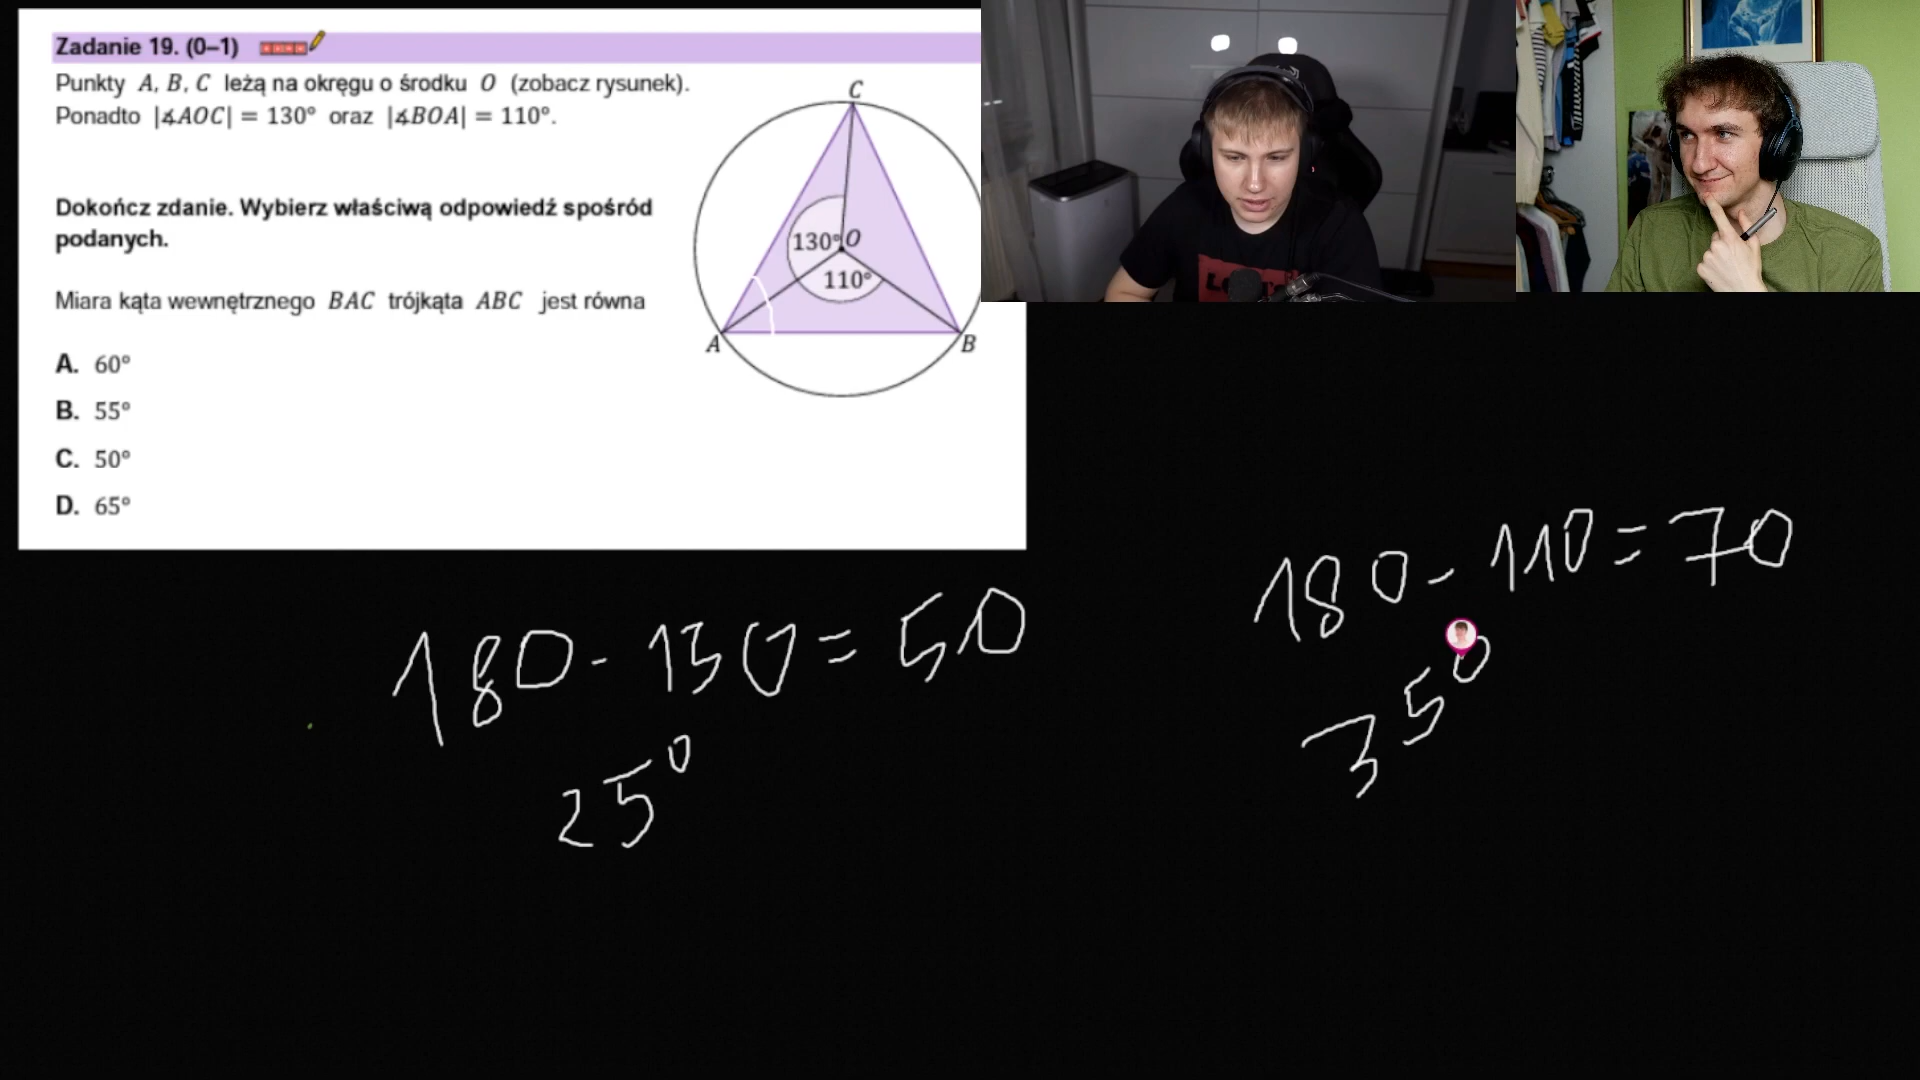 Zadanie 19. (0–1)
Punkty A, B, C leżą na okręgu o środku O (zobacz rysunek).
Ponadto |∡AOC| = 130° oraz |∡BOA| = 110°.
Dokończ zdanie. Wybierz właściwą odpowiedź spośród
podanych.
Miara kąta wewnętrznego BAC trójkąta ABC jest równa
A. 60°
B. 55°
C. 50°
D. 65°
C
130° O
110°
A
B
180 - 130 = 50
25°
180 - 110 = 70
35°